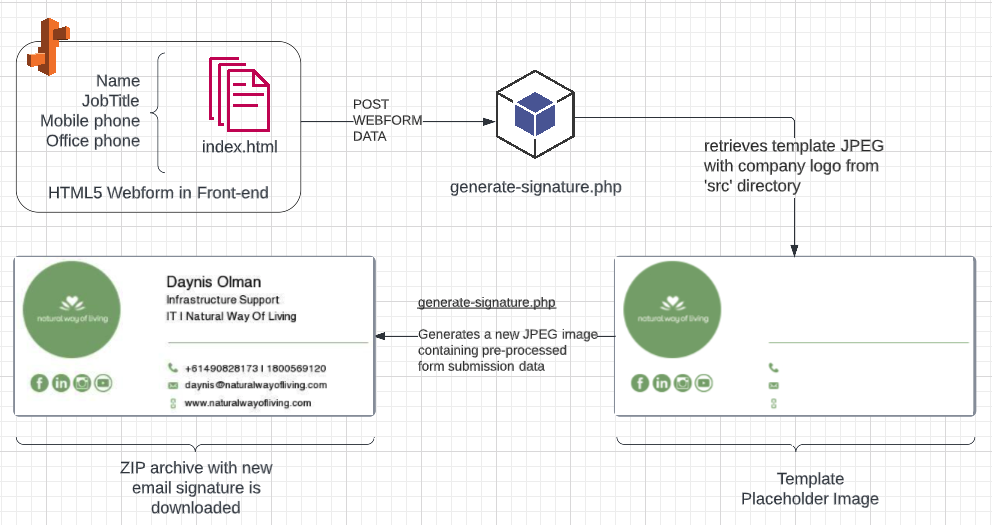 Name
JobTitle
Mobile phone
Office phone
index.html
HTML5 Webform in Front-end
POST
WEBFORM
DATA
generate-signature.php
retrieves template JPEG
with company logo from
'src' directory
natural way of living
Daynis Olman
Infrastructure Support
IT I Natural Way Of Living
+61490828173 I 1800569120
daynis@naturalwayofliving.com
www.naturalwayofliving.com
f
in
generate-signature.php
Generates a new JPEG image
containing pre-processed
form submission data
natural way of living
f
in
ZIP archive with new
email signature is
downloaded
Template
Placeholder Image